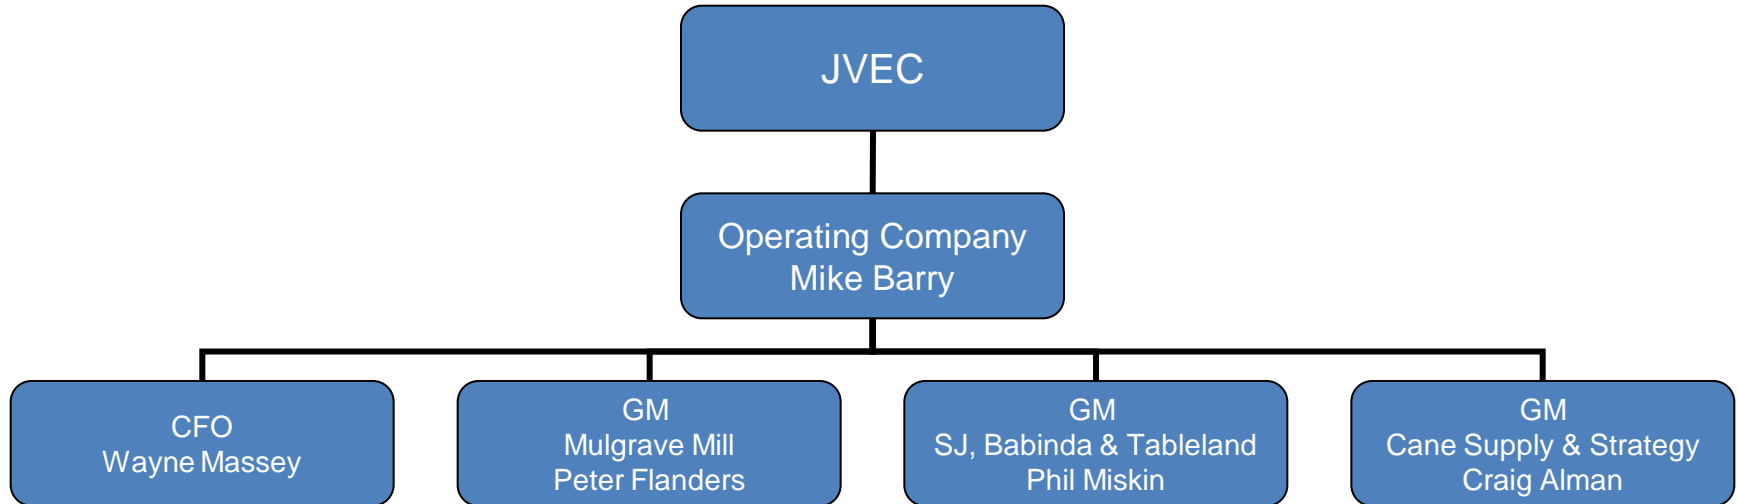 JVEC
Operating Company
Mike Barry
CFO
Wayne Massey
GM
Mulgrave Mill
Peter Flanders
GM
SJ, Babinda & Tableland
Phil Miskin
GM
Cane Supply & Strategy
Craig Alman